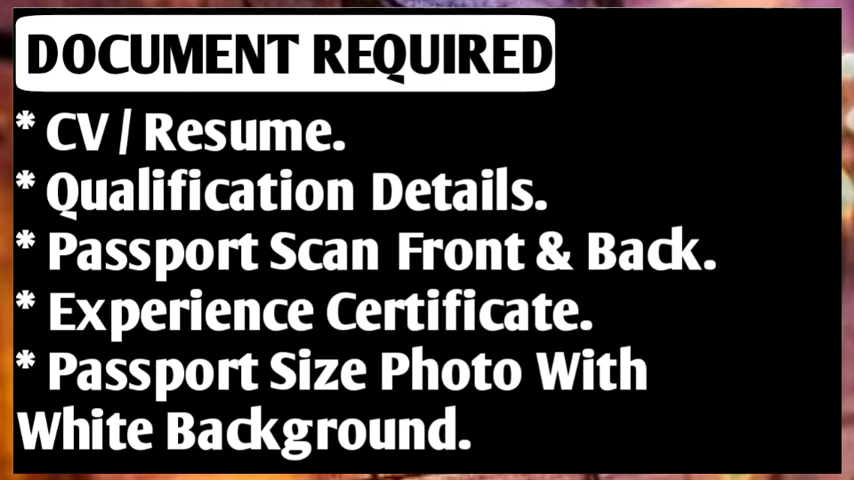 DOCUMENT REQUIRED
* CV / Resume.
* Qualification Details.
* Passport Scan Front & Back.
* Experience Certificate.
* Passport Size Photo With
White Background.